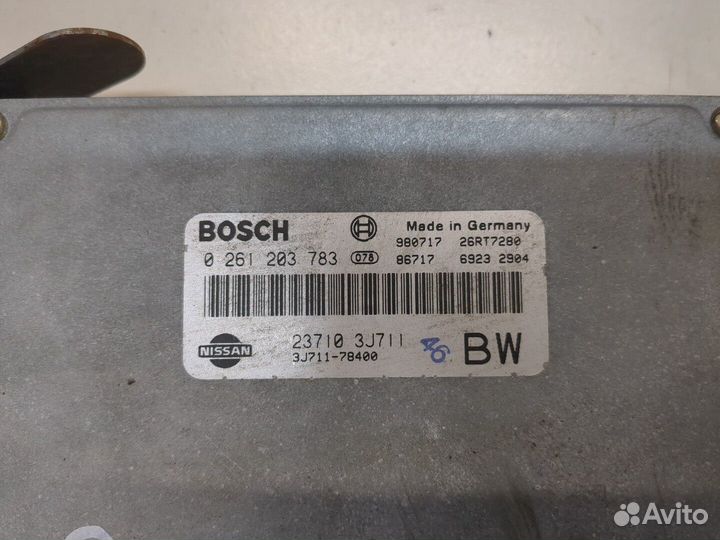 BOSCH Made in Germany
980717 26RT7280
0 261 203 783 078 86717 6923 2904
NISSAN 23710 3J711 46 BW
3J711-78400
Avito